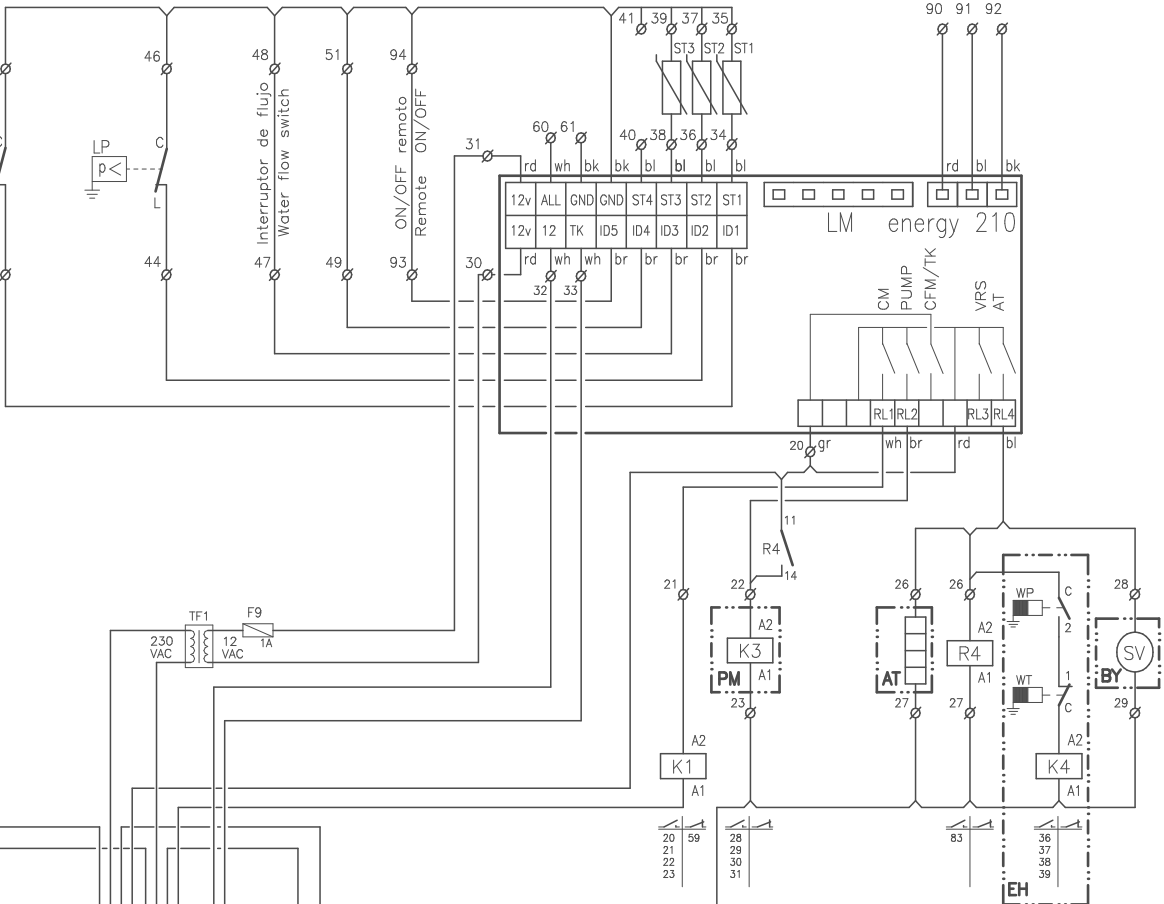 41 39 37 35
90 91 92
46 48 51 94
ST3 ST2 ST1
C
LP
p<
C
L
Interruptor de flujo
Water flow switch
ON/OFF remoto
Remote ON/OFF
31
60 61
40 38 36 34
rd wh bk bk bl bl bl bl
rd bl bk
12v ALL GND GND ST4 ST3 ST2 ST1
12v 12 TK ID5 ID4 ID3 ID2 ID1
LM energy 210
rd wh wh br br br br br
44 47 49 93 30
32 33
CM
PUMP
CFM/TK
VRS
AT
RL1 RL2 RL3 RL4
20 gr wh br rd bl
11
R4
14
21 22 26 26 28
WP
C
2
TF1
F9
1A
230
VAC
12
VAC
A2
K3
A1
PM
23
AT
27
A2
R4
A1
27
WT
1
C
SV
BY
29
A2
K1
A1
A2
K4
A1
20 59
21
22
23
28
29
30
31
83
36
37
38
39
EH